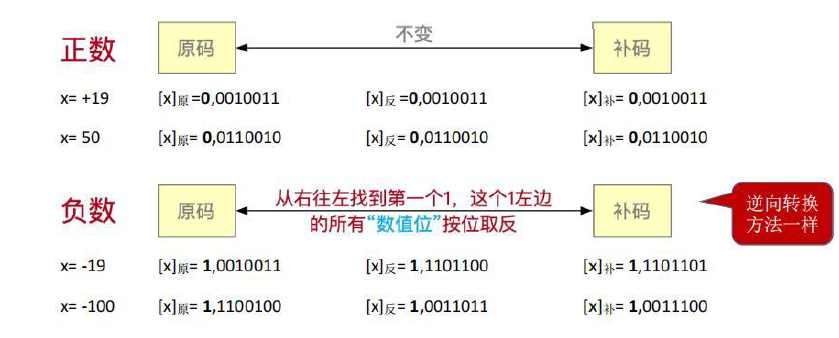 正数 原码 不变 补码
x= +19 [x]原=0,0010011 [x]反=0,0010011 [x]补= 0,0010011
x= 50 [x]原= 0,0110010 [x]反= 0,0110010 [x]补= 0,0110010
负数 原码 从右往左找到第一个1，这个1左边 补码 逆向转换
的所有“数值位”按位取反 方法一样
x= -19 [x]原= 1,0010011 [x]反= 1,1101100 [x]补= 1,1101101
x= -100 [x]原= 1,1100100 [x]反= 1,0011011 [x]补= 1,0011100